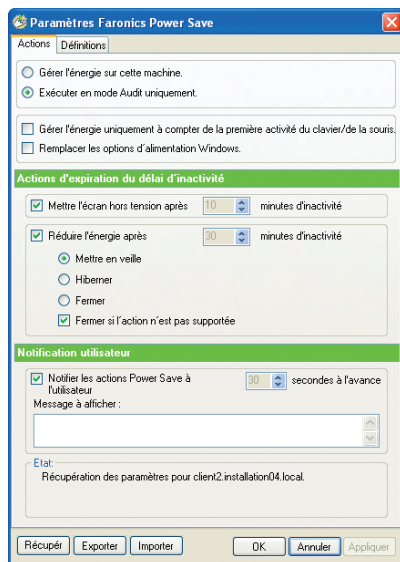 Paramètres Faronics Power Save
Actions
Définitions
Gérer l'énergie sur cette machine.
Exécuter en mode Audit uniquement.
Gérer l'énergie uniquement à compter de la première activité du clavier/de la souris.
Remplacer les options d'alimentation Windows.
Actions d'expiration du délai d'inactivité
Mettre l'écran hors tension après 10 minutes d'inactivité
Réduire l'énergie après 30 minutes d'inactivité
Mettre en veille
Hiberner
Fermer
Fermer si l'action n'est pas supportée
Notification utilisateur
Notifier les actions Power Save à l'utilisateur 30 secondes à l'avance
Message à afficher :
Etat:
Récupération des paramètres pour client2.installation04.local.
Récupér Exporter Importer OK Annuler Appliquer